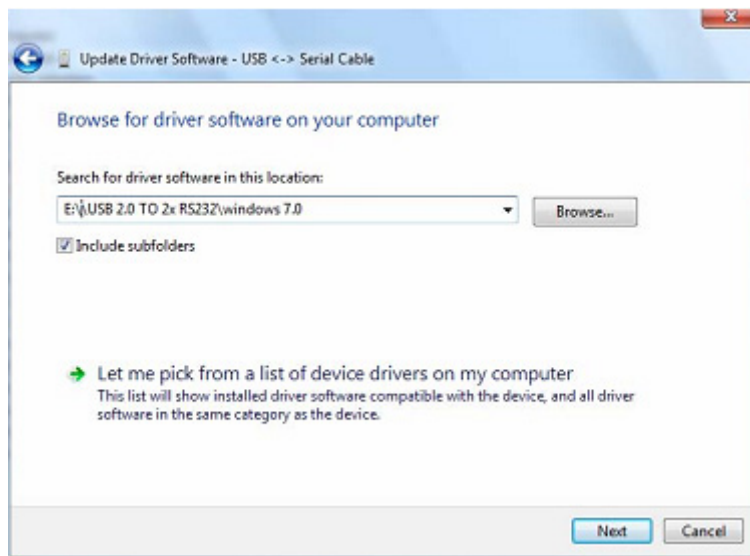 Update Driver Software - USB <-> Serial Cable
Browse for driver software on your computer
Search for driver software in this location:
E:\\USB 2.0 TO 2x RS232\windows 7.0
Browse...
Include subfolders
Let me pick from a list of device drivers on my computer
This list will show installed driver software compatible with the device, and all driver
software in the same category as the device.
Next
Cancel